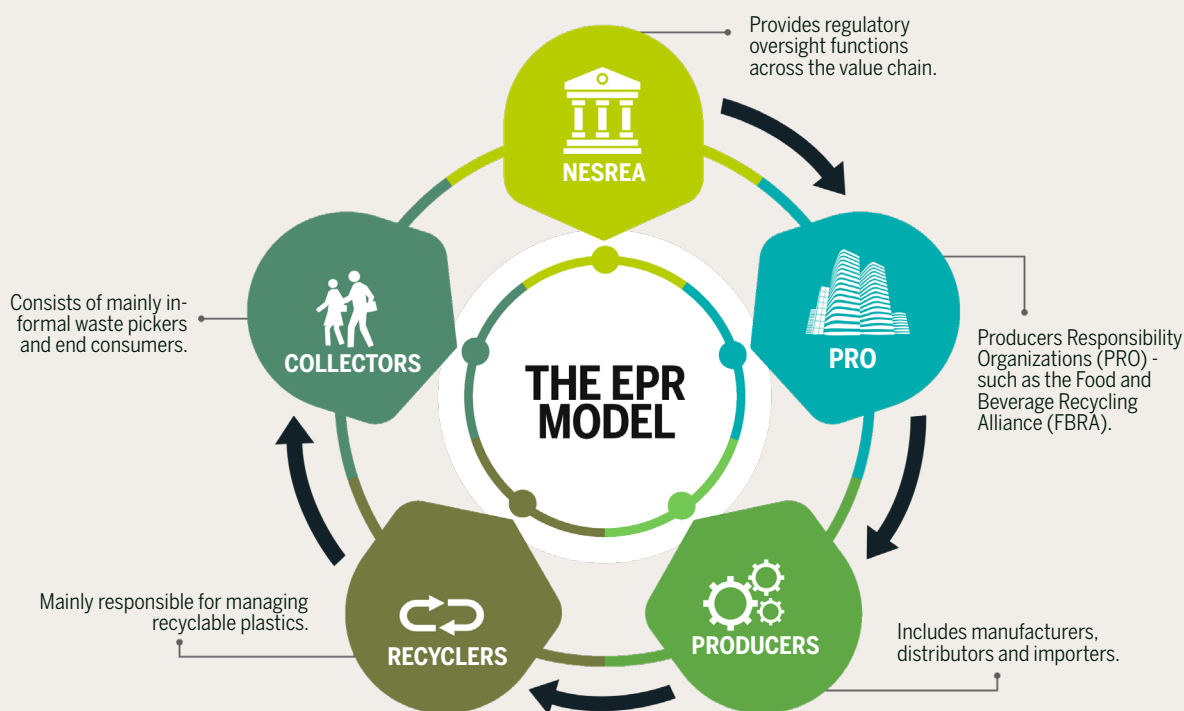 Provides regulatory
oversight functions
across the value chain.
NESREA
PRO
Producers Responsibility
Organizations (PRO) -
such as the Food and
Beverage Recycling
Alliance (FBRA).
COLLECTORS
Consists of mainly in-
formal waste pickers
and end consumers.
THE EPR
MODEL
RECYCLERS
Mainly responsible for managing
recyclable plastics.
PRODUCERS
Includes manufacturers,
distributors and importers.